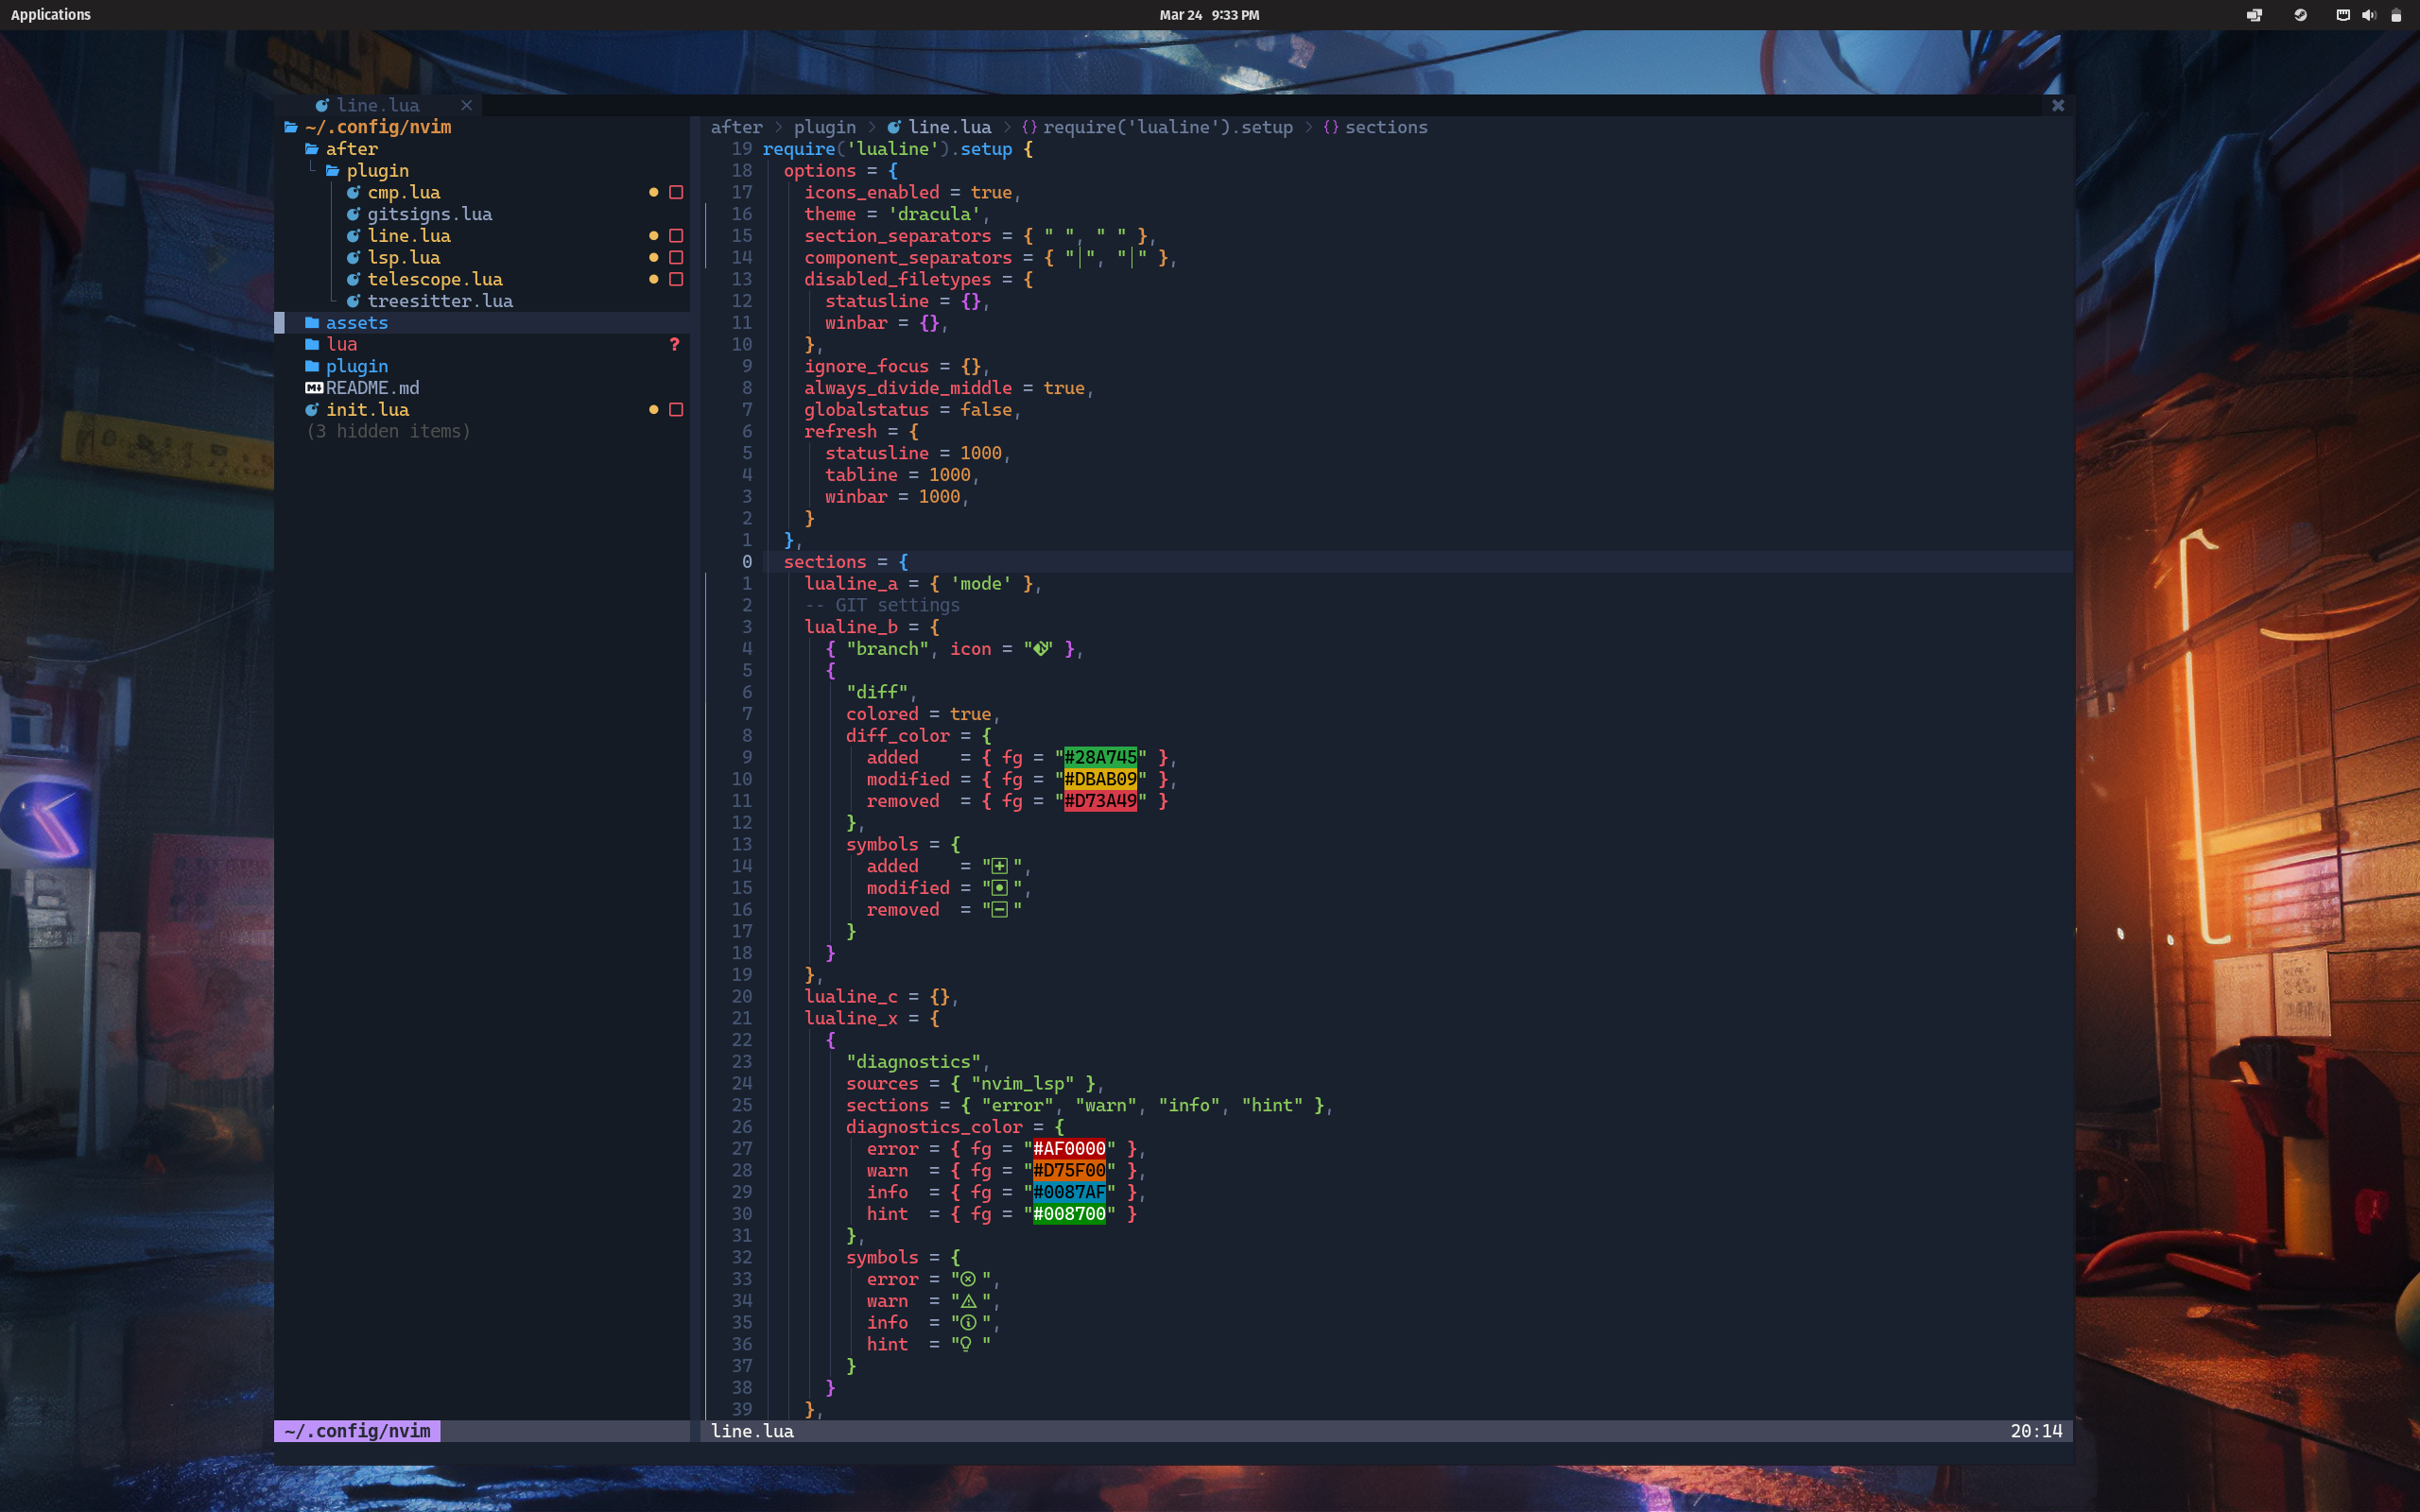 Applications
Mar 24 9:33 PM
line.lua
~/.config/nvim
after
plugin
cmp.lua
gitsigns.lua
line.lua
lsp.lua
telescope.lua
treesitter.lua
assets
lua ?
plugin
README.md
init.lua
(3 hidden items)
after > plugin > line.lua > {} require('lualine').setup > {} sections
19 require('lualine').setup {
18 options = {
17 icons_enabled = true,
16 theme = 'dracula',
15 section_separators = { " ", " " },
14 component_separators = { "│", "│" },
13 disabled_filetypes = {
12 statusline = {},
11 winbar = {},
10 },
9 ignore_focus = {},
8 always_divide_middle = true,
7 globalstatus = false,
6 refresh = {
5 statusline = 1000,
4 tabline = 1000,
3 winbar = 1000,
2 }
1 },
0 sections = {
1 lualine_a = { 'mode' },
2 -- GIT settings
3 lualine_b = {
4 { "branch", icon = "" },
5 {
6 "diff",
7 colored = true,
8 diff_color = {
9 added = { fg = "#28A745" },
10 modified = { fg = "#DBAB09" },
11 removed = { fg = "#D73A49" }
12 },
13 symbols = {
14 added = " ",
15 modified = " ",
16 removed = " "
17 }
18 }
19 },
20 lualine_c = {},
21 lualine_x = {
22 {
23 "diagnostics",
24 sources = { "nvim_lsp" },
25 sections = { "error", "warn", "info", "hint" },
26 diagnostics_color = {
27 error = { fg = "#AF0000" },
28 warn = { fg = "#D75F00" },
29 info = { fg = "#0087AF" },
30 hint = { fg = "#008700" }
31 },
32 symbols = {
33 error = " ",
34 warn = " ",
35 info = " ",
36 hint = " "
37 }
38 }
39 },
~/.config/nvim
line.lua 20:14